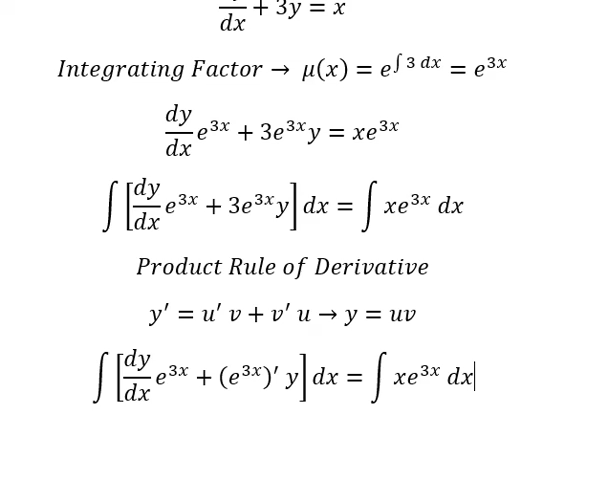 dy/dx + 3y = x
Integrating Factor → μ(x) = e^{∫ 3 dx} = e^{3x}
dy/dx e^{3x} + 3e^{3x}y = xe^{3x}
∫ [dy/dx e^{3x} + 3e^{3x}y] dx = ∫ xe^{3x} dx
Product Rule of Derivative
y′ = u′ v + v′ u → y = uv
∫ [dy/dx e^{3x} + (e^{3x})′ y] dx = ∫ xe^{3x} dx